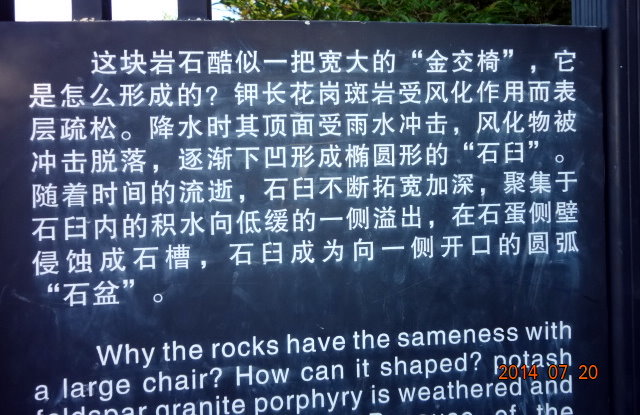 这块岩石酷似一把宽大的“金交椅”，它
是怎么形成的？钾长花岗斑岩受风化作用而表
层疏松。降水时其顶面受雨水冲击，风化物被
冲击脱落，逐渐下凹形成椭圆形的“石臼”。
随着时间的流逝，石臼不断拓宽加深，聚集于
石臼内的积水向低缓的一侧溢出，在石蛋侧壁
侵蚀成石槽，石臼成为向一侧开口的圆弧
“石盆”。
Why the rocks have the sameness with
a large chair? How can it shaped? potash
feldspar granite porphyry is weathered and
the
2014 07 20